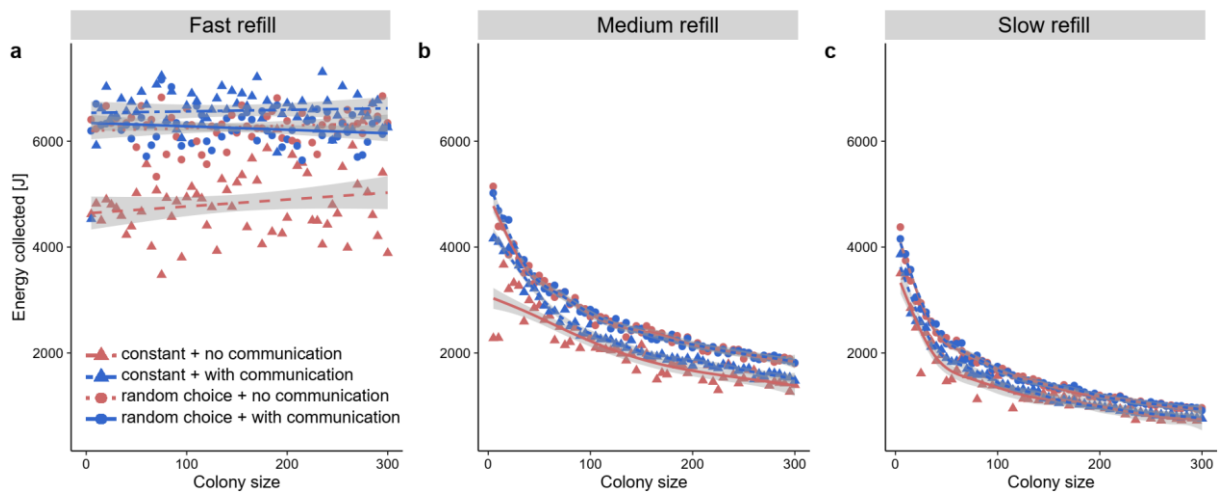 Fast refill
Medium refill
Slow refill
a
b
c
Energy collected [J]
6000
4000
2000
constant + no communication
constant + with communication
random choice + no communication
random choice + with communication
0
100
200
300
Colony size
6000
4000
2000
0
100
200
300
Colony size
6000
4000
2000
0
100
200
300
Colony size